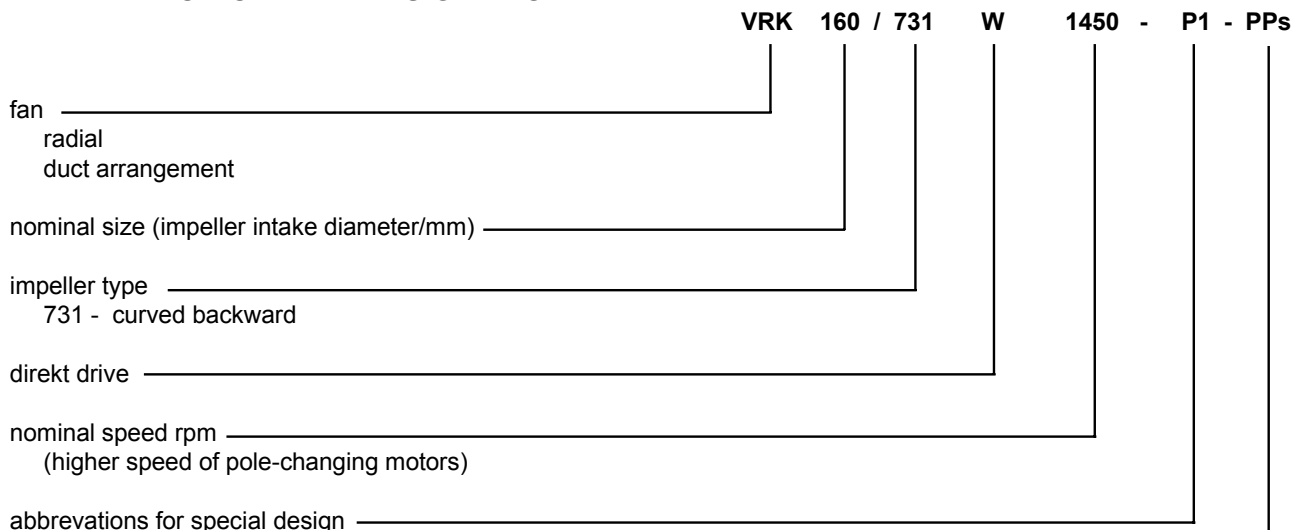 VRK 160 / 731 W 1450 - P1 - PPs
fan
radial
duct arrangement
nominal size (impeller intake diameter/mm)
impeller type
731 - curved backward
direkt drive
nominal speed rpm
(higher speed of pole-changing motors)
abbrevations for special design